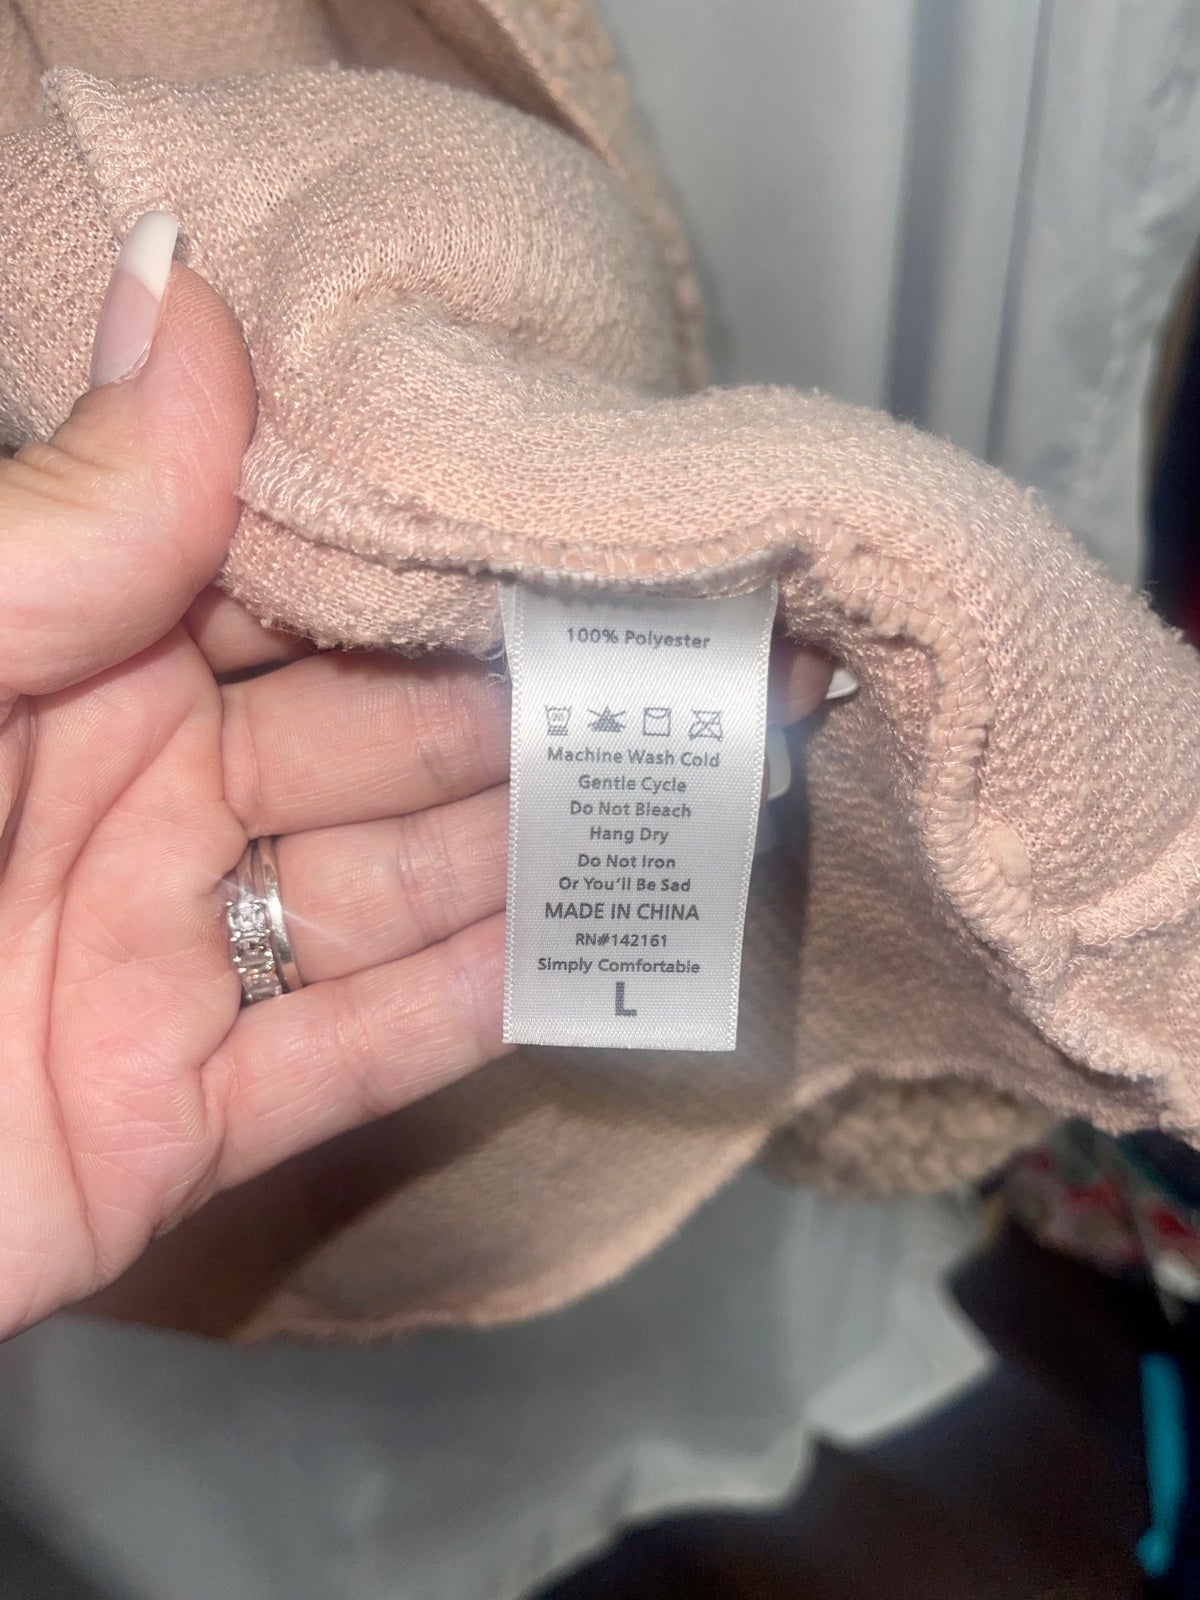 100% Polyester
Machine Wash Cold
Gentle Cycle
Do Not Bleach
Hang Dry
Do Not Iron
Or You'll Be Sad
MADE IN CHINA
RN#142161
Simply Comfortable
L